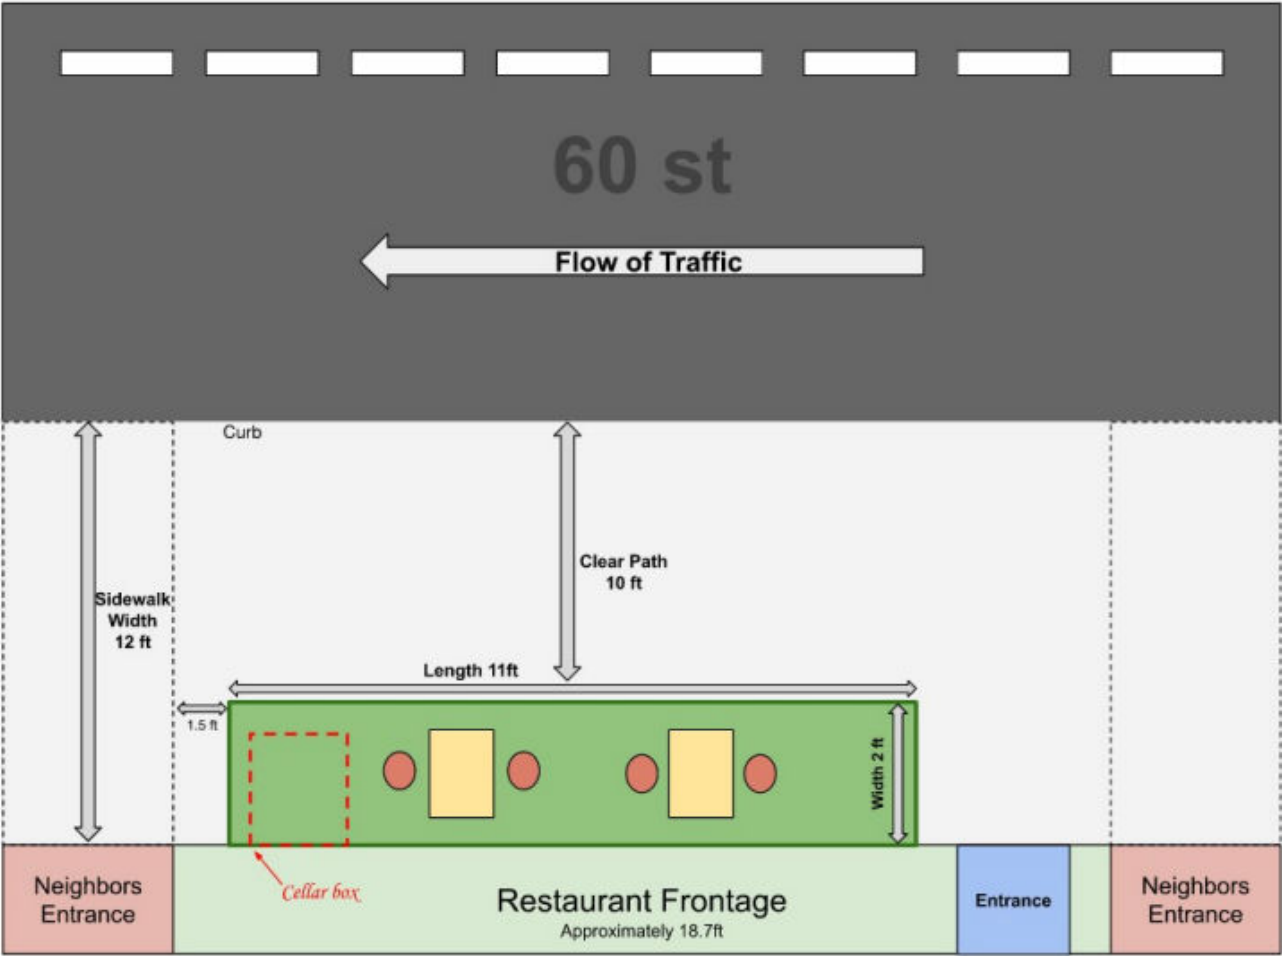 60 st
Flow of Traffic
Curb
Clear Path
10 ft
Sidewalk
Width
12 ft
Length 11ft
1.5 ft
Width 2 ft
Cellar box
Neighbors
Entrance
Restaurant Frontage
Approximately 18.7ft
Entrance
Neighbors
Entrance